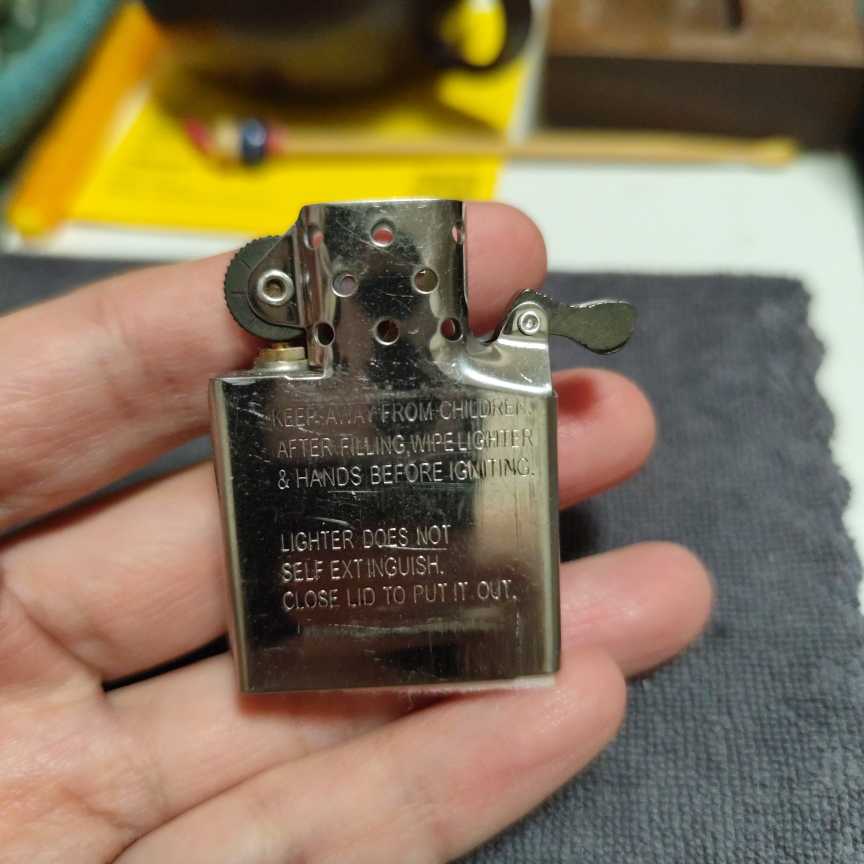 KEEP AWAY FROM CHILDREN.
AFTER FILLING, WIPE LIGHTER
& HANDS BEFORE IGNITING.
LIGHTER DOES NOT
SELF EXTINGUISH.
CLOSE LID TO PUT IT OUT.